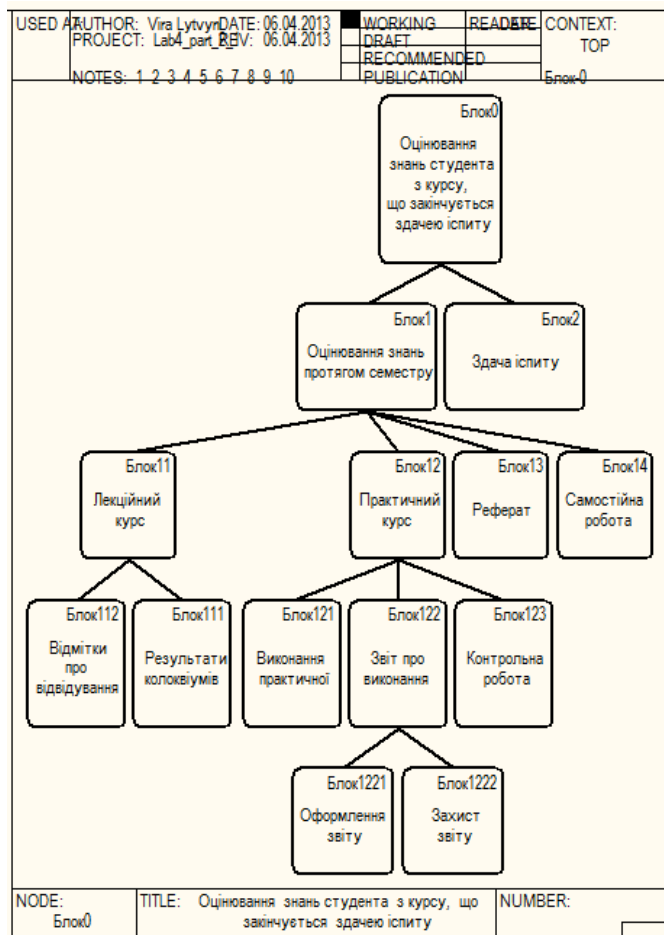 USED AT:
AUTHOR: Vira Lytvyn
DATE: 06.04.2013
PROJECT: Lab4_part_2_1
REV: 06.04.2013
NOTES: 1 2 3 4 5 6 7 8 9 10
WORKING
DRAFT
RECOMMENDED
PUBLICATION
READER
DATE
CONTEXT:
TOP
Блок-0
Блок0
Оцінювання
знань студента
з курсу,
що закінчується
здачею іспиту
Блок1
Оцінювання знань
протягом семестру
Блок2
Здача іспиту
Блок11
Лекційний
курс
Блок12
Практичний
курс
Блок13
Реферат
Блок14
Самостійна
робота
Блок112
Відмітки
про
відвідування
Блок111
Результати
колоквіумів
Блок121
Виконання
практичної
Блок122
Звіт про
виконання
Блок123
Контрольна
робота
Блок1221
Оформлення
звіту
Блок1222
Захист
звіту
NODE:
Блок0
TITLE: Оцінювання знань студента з курсу, що
закінчується здачею іспиту
NUMBER: